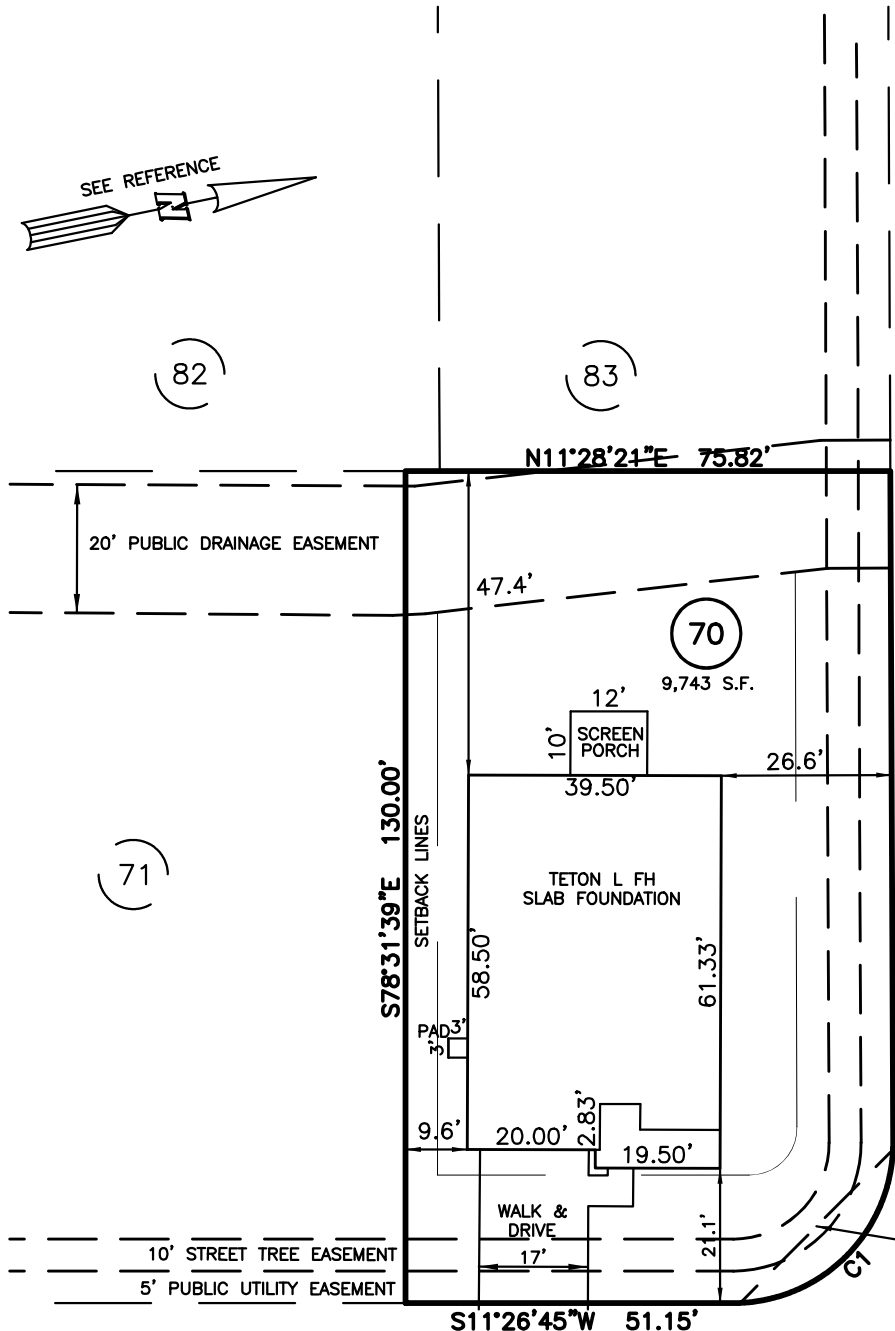 SEE REFERENCE
N
82
83
N11°28'21"E 75.82'
20' PUBLIC DRAINAGE EASEMENT
47.4'
70
9,743 S.F.
12'
10'
SCREEN
PORCH
26.6'
39.50'
S78°31'39"E 130.00'
SETBACK LINES
71
TETON L FH
SLAB FOUNDATION
58.50'
61.33'
PAD
3'
3'
9.6'
20.00'
2.83'
19.50'
WALK &
DRIVE
21.1'
10' STREET TREE EASEMENT
17'
5' PUBLIC UTILITY EASEMENT
C1
S11°26'45"W 51.15'